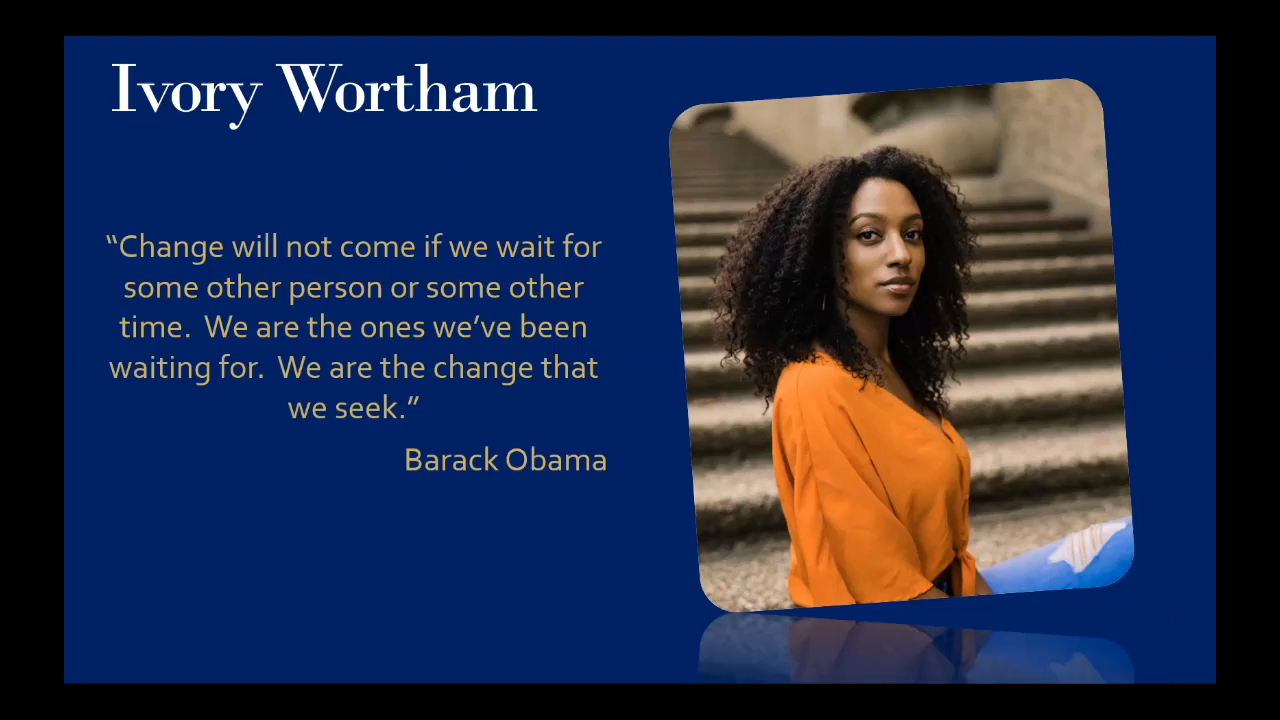 Ivory Wortham
“Change will not come if we wait for
some other person or some other
time.  We are the ones we’ve been
waiting for.  We are the change that
we seek.”
Barack Obama